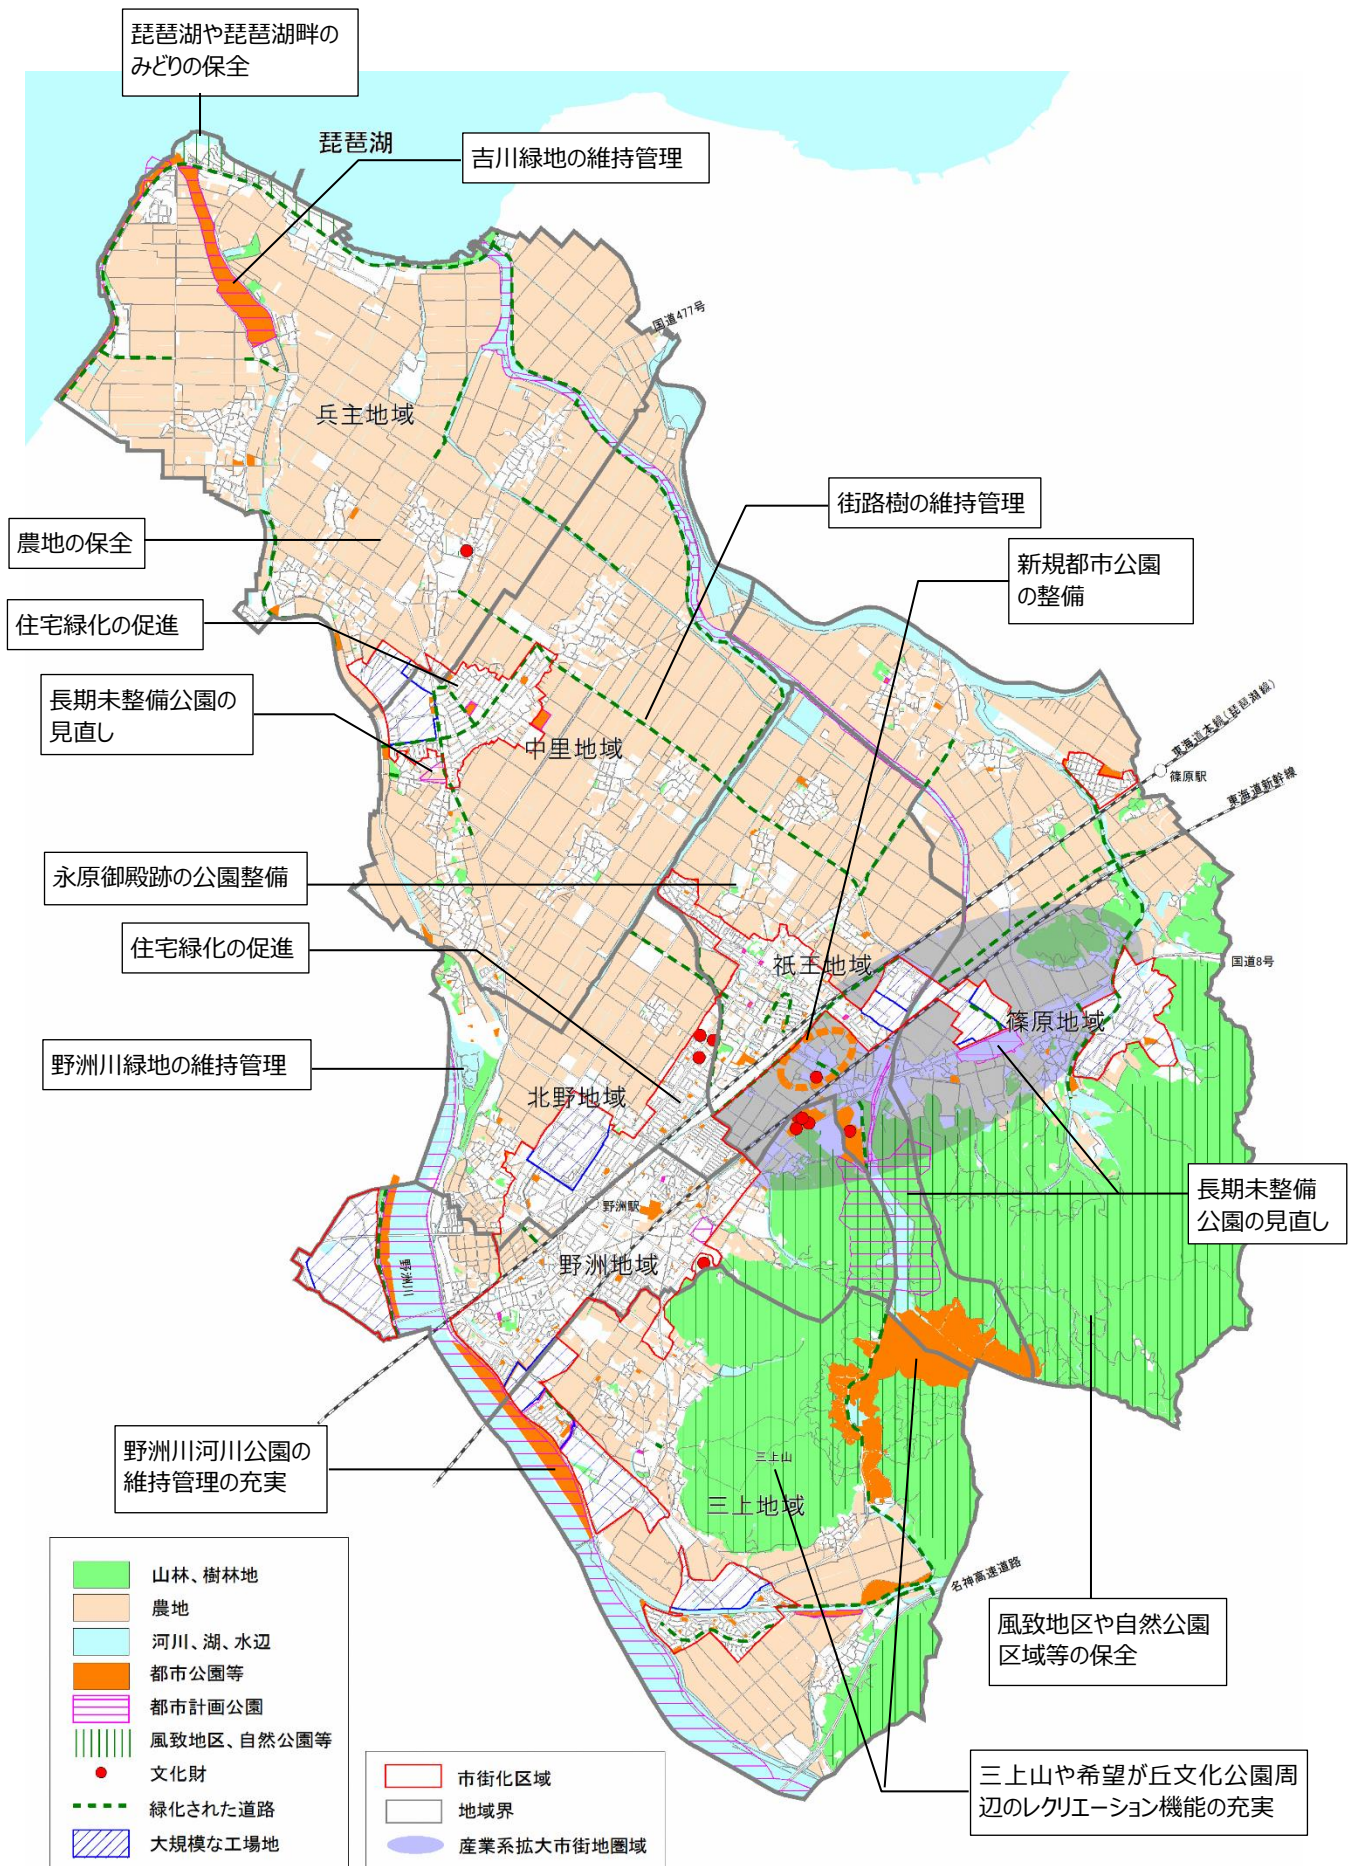 琵琶湖や琵琶湖畔の
みどりの保全
琵琶湖
吉川緑地の維持管理
国道477号
兵主地域
街路樹の維持管理
農地の保全
新規都市公園
の整備
住宅緑化の促進
長期未整備公園の
見直し
中里地域
東海道本線(琵琶湖線)
篠原駅
東海道新幹線
永原御殿跡の公園整備
住宅緑化の促進
祇王地域
国道8号
篠原地域
野洲川緑地の維持管理
北野地域
長期未整備
公園の見直し
野洲駅
野洲地域
野洲川
野洲川河川公園の
維持管理の充実
三上山
三上地域
名神高速道路
風致地区や自然公園
区域等の保全
三上山や希望が丘文化公園周
辺のレクリエーション機能の充実
山林、樹林地
農地
河川、湖、水辺
都市公園等
都市計画公園
風致地区、自然公園等
文化財
緑化された道路
大規模な工場地
市街化区域
地域界
産業系拡大市街地圏域